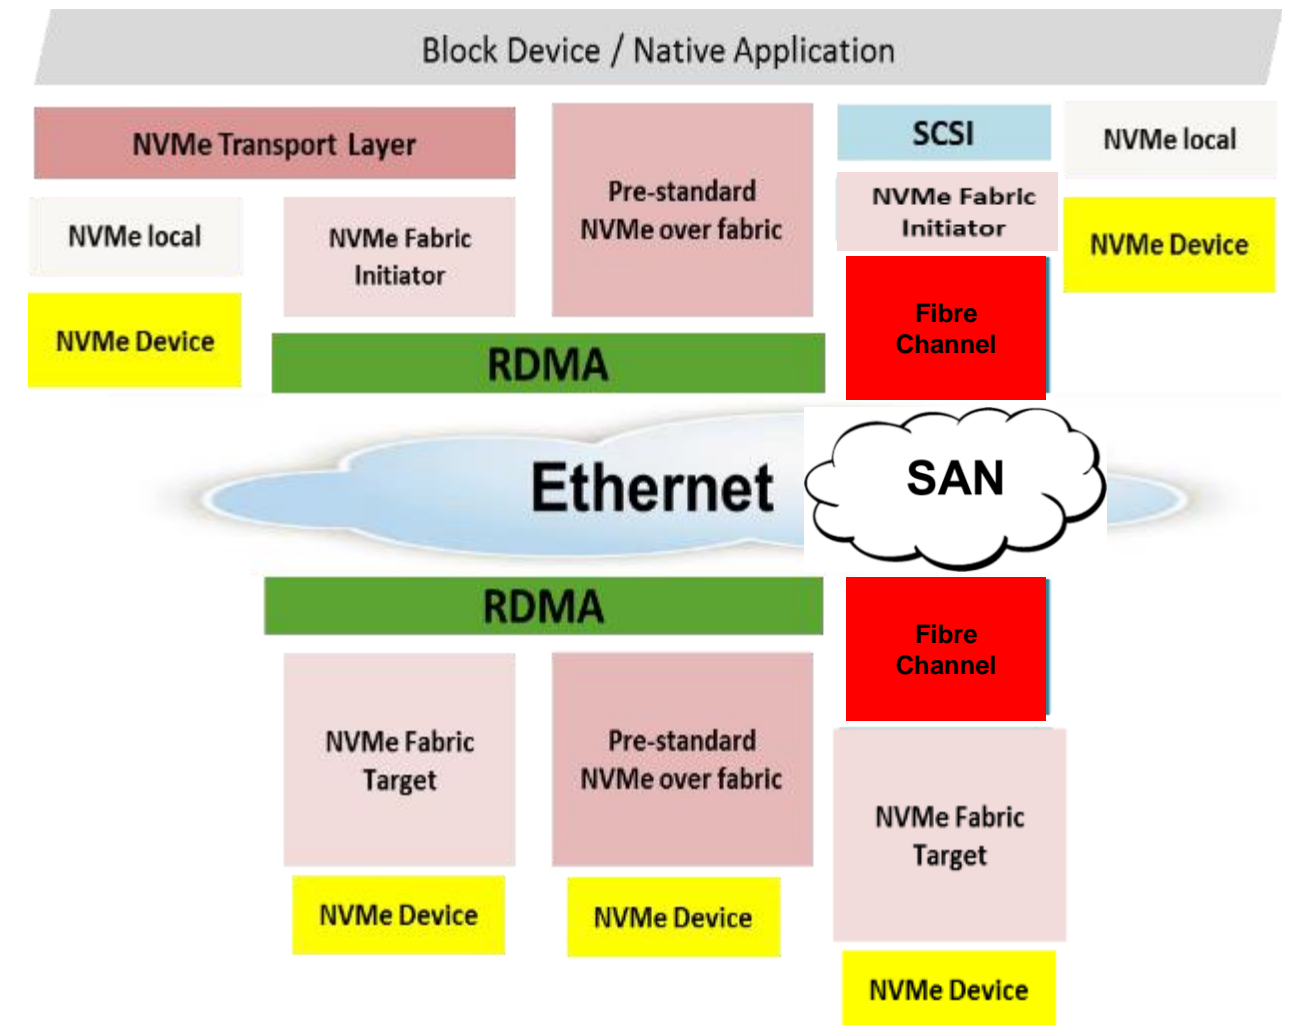 Block Device / Native Application
NVMe Transport Layer
NVMe local
NVMe Device
NVMe Fabric
Initiator
Pre-standard
NVMe over fabric
SCSI
NVMe Fabric
Initiator
Fibre
Channel
NVMe local
NVMe Device
RDMA
Ethernet
SAN
RDMA
NVMe Fabric
Target
NVMe Device
Pre-standard
NVMe over fabric
NVMe Device
Fibre
Channel
NVMe Fabric
Target
NVMe Device